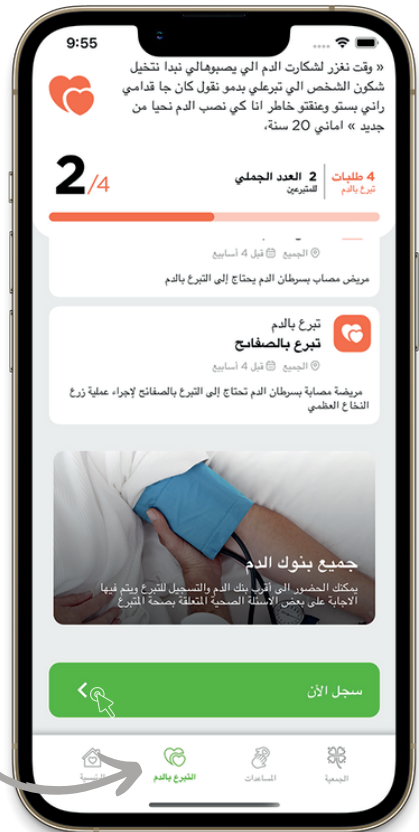 9:55
« وقت نغزر لشكارت الدم الي يصبوهالي نبدا نتخيل
شكون الشخص الي تبرعلي بدمو نقول كان جا قدامي
راني بستو وعنقتو خاطر انا كي نصب الدم نحيا من
جديد » اماني 20 سنة،
4 طلبات
تبرع بالدم
2 العدد الجملي
للمتبرعين
2/4
الجميع قبل 4 أسابيع
مريض مصاب بسرطان الدم يحتاج إلى التبرع بالدم
تبرع بالدم
تبرع بالصفائح
الجميع قبل 4 أسابيع
مريضة مصابة بسرطان الدم تحتاج إلى التبرع بالصفائح لإجراء عملية زرع
النخاع العظمي
جميع بنوك الدم
يمكنك الحضور الى أقرب بنك الدم والتسجيل للتبرع ويتم فيها
الاجابة على بعض الاسئلة الصحية المتعلقة بصحة المتبرع
سجل الأن
الجمعية
المساعدات
التبرع بالدم